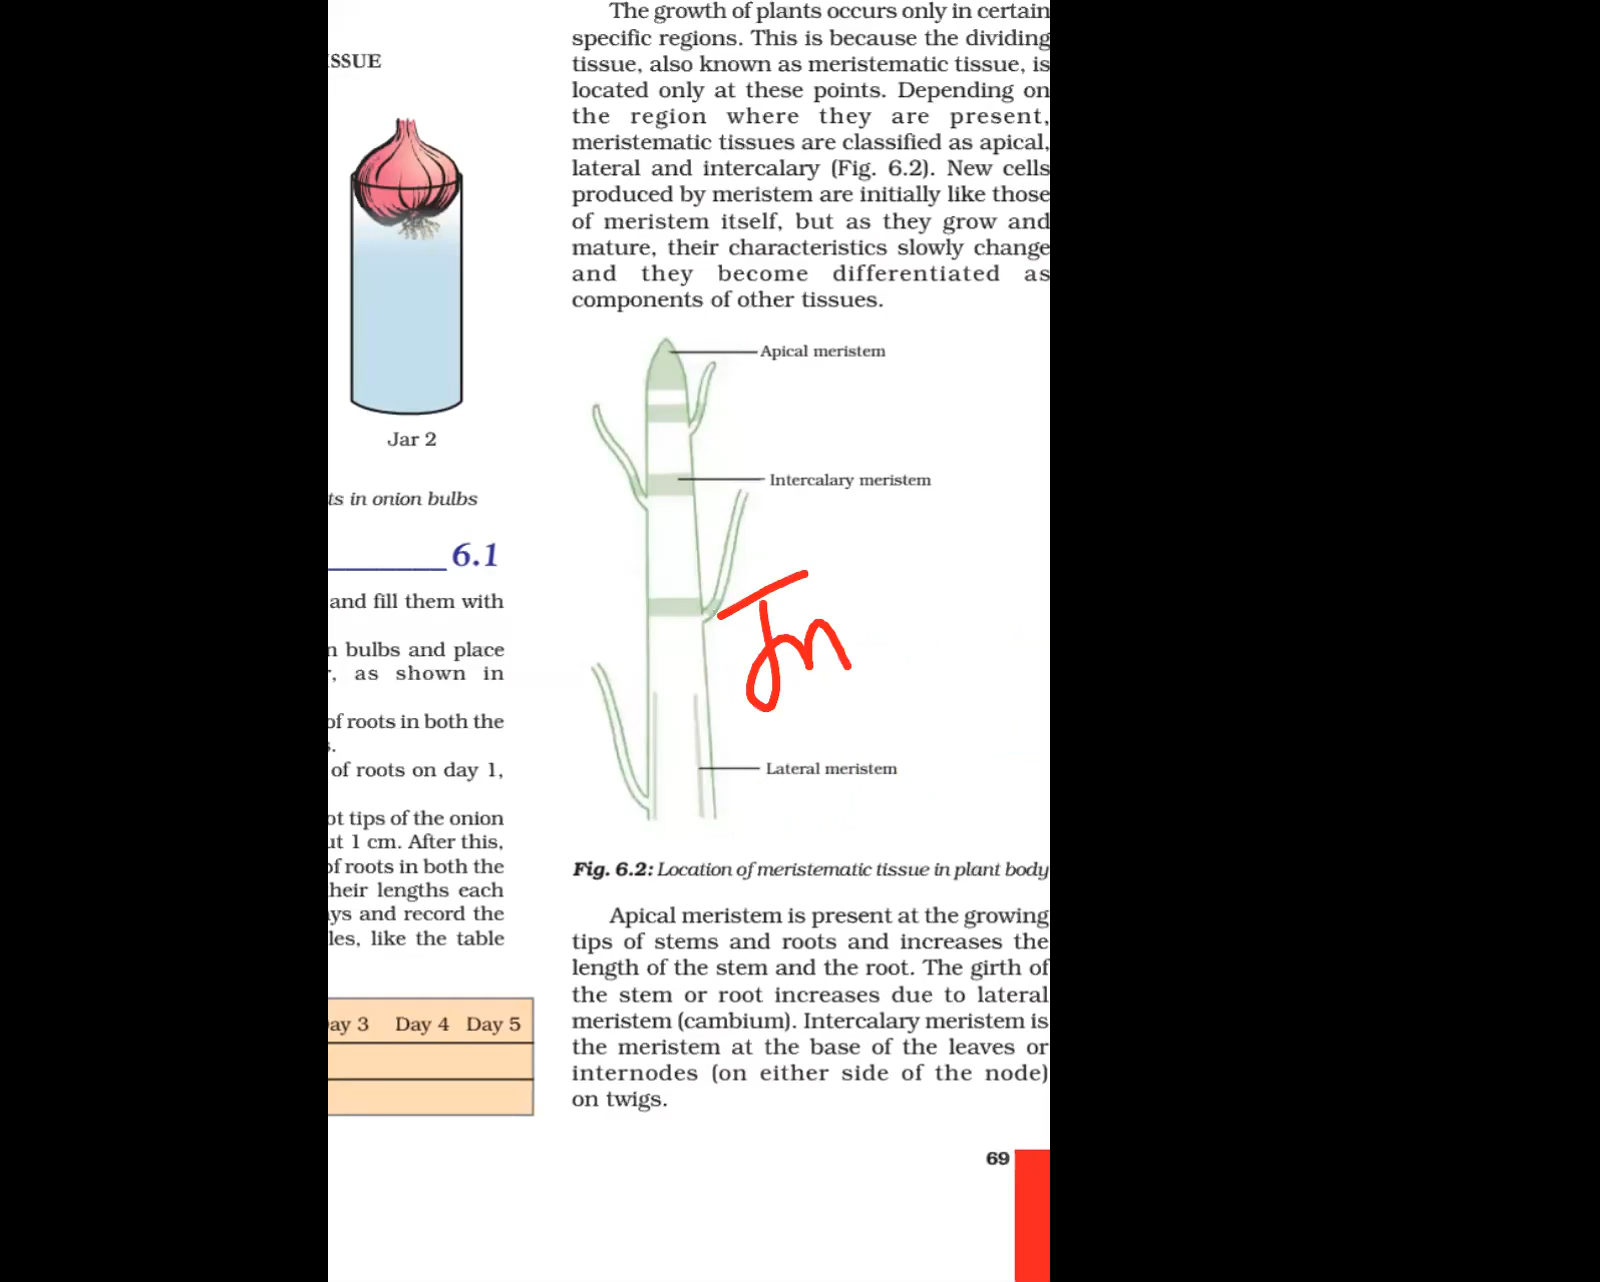 ISSUE
Jar 2
ts in onion bulbs
6.1
and fill them with
n bulbs and place
, as shown in
of roots in both the
s.
of roots on day 1,
ot tips of the onion
ut 1 cm. After this,
of roots in both the
heir lengths each
ys and record the
les, like the table
ay 3 Day 4 Day 5
The growth of plants occurs only in certain
specific regions. This is because the dividing
tissue, also known as meristematic tissue, is
located only at these points. Depending on
the region where they are present,
meristematic tissues are classified as apical,
lateral and intercalary (Fig. 6.2). New cells
produced by meristem are initially like those
of meristem itself, but as they grow and
mature, their characteristics slowly change
and they become differentiated as
components of other tissues.
Apical meristem
Intercalary meristem
Lateral meristem
Fig. 6.2: Location of meristematic tissue in plant body
Apical meristem is present at the growing
tips of stems and roots and increases the
length of the stem and the root. The girth of
the stem or root increases due to lateral
meristem (cambium). Intercalary meristem is
the meristem at the base of the leaves or
internodes (on either side of the node)
on twigs.
69